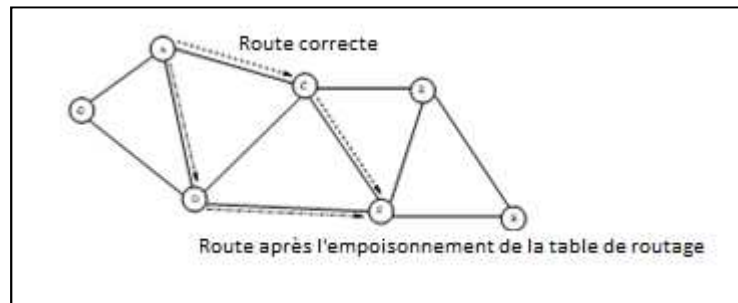 Route correcte
C
D
Route après l'empoisonnement de la table de routage